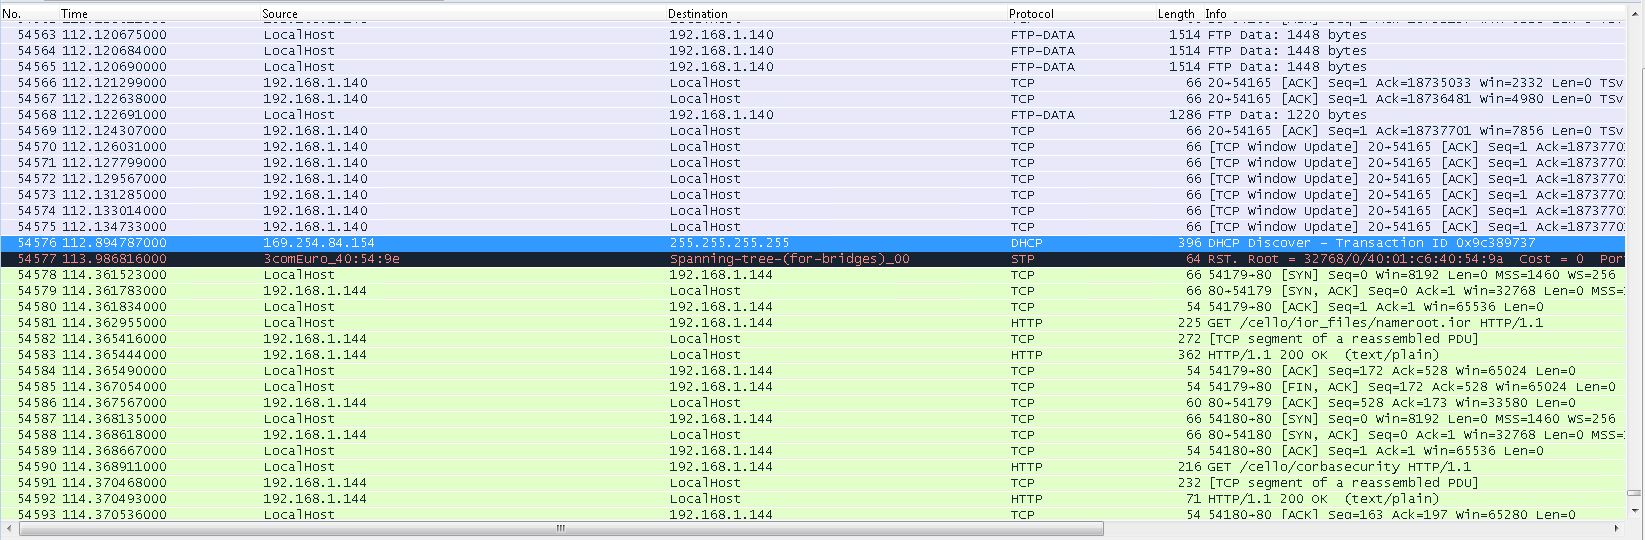 No. Time Source Destination Protocol Length Info
54563 112.120675000 LocalHost 192.168.1.140 FTP-DATA 1514 FTP Data: 1448 bytes
54564 112.120684000 LocalHost 192.168.1.140 FTP-DATA 1514 FTP Data: 1448 bytes
54565 112.120690000 LocalHost 192.168.1.140 FTP-DATA 1514 FTP Data: 1448 bytes
54566 112.121299000 192.168.1.140 LocalHost TCP 66 20→54165 [ACK] Seq=1 Ack=18735033 Win=2332 Len=0 TSv
54567 112.122638000 192.168.1.140 LocalHost TCP 66 20→54165 [ACK] Seq=1 Ack=18736481 Win=4980 Len=0 TSv
54568 112.122691000 LocalHost 192.168.1.140 FTP-DATA 1286 FTP Data: 1220 bytes
54569 112.124307000 192.168.1.140 LocalHost TCP 66 20→54165 [ACK] Seq=1 Ack=18737701 Win=7856 Len=0 TSv
54570 112.126031000 192.168.1.140 LocalHost TCP 66 [TCP Window Update] 20→54165 [ACK] Seq=1 Ack=1873770
54571 112.127799000 192.168.1.140 LocalHost TCP 66 [TCP Window Update] 20→54165 [ACK] Seq=1 Ack=1873770
54572 112.129567000 192.168.1.140 LocalHost TCP 66 [TCP Window Update] 20→54165 [ACK] Seq=1 Ack=1873770
54573 112.131285000 192.168.1.140 LocalHost TCP 66 [TCP Window Update] 20→54165 [ACK] Seq=1 Ack=1873770
54574 112.133014000 192.168.1.140 LocalHost TCP 66 [TCP Window Update] 20→54165 [ACK] Seq=1 Ack=1873770
54575 112.134733000 192.168.1.140 LocalHost TCP 66 [TCP Window Update] 20→54165 [ACK] Seq=1 Ack=1873770
54576 112.894787000 169.254.84.154 255.255.255.255 DHCP 396 DHCP Discover - Transaction ID 0x9c389737
54577 113.986816000 3comEuro_40:54:9e Spanning-tree-(for-bridges)_00 STP 64 RST. Root = 32768/0/40:01:c6:40:54:9a Cost = 0 Por
54578 114.361523000 LocalHost 192.168.1.144 TCP 66 54179→80 [SYN] Seq=0 Win=8192 Len=0 MSS=1460 WS=256
54579 114.361783000 192.168.1.144 LocalHost TCP 66 80→54179 [SYN, ACK] Seq=0 Ack=1 Win=32768 Len=0 MSS=
54580 114.361834000 LocalHost 192.168.1.144 TCP 54 54179→80 [ACK] Seq=1 Ack=1 Win=65536 Len=0
54581 114.362955000 LocalHost 192.168.1.144 HTTP 225 GET /cello/ior_files/nameroot.ior HTTP/1.1
54582 114.365416000 192.168.1.144 LocalHost TCP 272 [TCP segment of a reassembled PDU]
54583 114.365444000 192.168.1.144 LocalHost HTTP 362 HTTP/1.1 200 OK (text/plain)
54584 114.365490000 LocalHost 192.168.1.144 TCP 54 54179→80 [ACK] Seq=172 Ack=528 Win=65024 Len=0
54585 114.367054000 LocalHost 192.168.1.144 TCP 54 54179→80 [FIN, ACK] Seq=172 Ack=528 Win=65024 Len=0
54586 114.367567000 192.168.1.144 LocalHost TCP 60 80→54179 [ACK] Seq=528 Ack=173 Win=33580 Len=0
54587 114.368135000 LocalHost 192.168.1.144 TCP 66 54180→80 [SYN] Seq=0 Win=8192 Len=0 MSS=1460 WS=256
54588 114.368618000 192.168.1.144 LocalHost TCP 66 80→54180 [SYN, ACK] Seq=0 Ack=1 Win=32768 Len=0 MSS=
54589 114.368667000 LocalHost 192.168.1.144 TCP 54 54180→80 [ACK] Seq=1 Ack=1 Win=65536 Len=0
54590 114.368911000 LocalHost 192.168.1.144 HTTP 216 GET /cello/corbasecurity HTTP/1.1
54591 114.370468000 192.168.1.144 LocalHost TCP 232 [TCP segment of a reassembled PDU]
54592 114.370493000 192.168.1.144 LocalHost HTTP 71 HTTP/1.1 200 OK (text/plain)
54593 114.370536000 LocalHost 192.168.1.144 TCP 54 54180→80 [ACK] Seq=163 Ack=197 Win=65280 Len=0